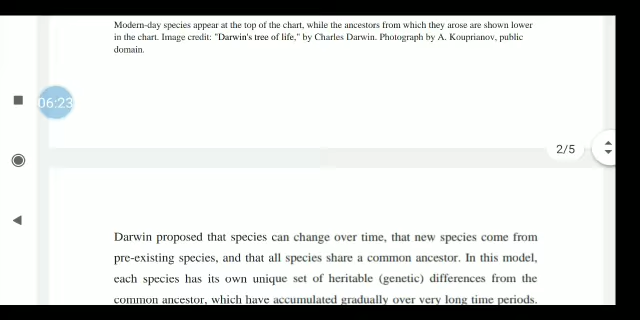 Modern-day species appear at the top of the chart, while the ancestors from which they arose are shown lower
in the chart. Image credit: "Darwin's tree of life," by Charles Darwin. Photograph by A. Kouprianov, public
domain.
06:23
2/5
Darwin proposed that species can change over time, that new species come from
pre-existing species, and that all species share a common ancestor. In this model,
each species has its own unique set of heritable (genetic) differences from the
common ancestor, which have accumulated gradually over very long time periods.